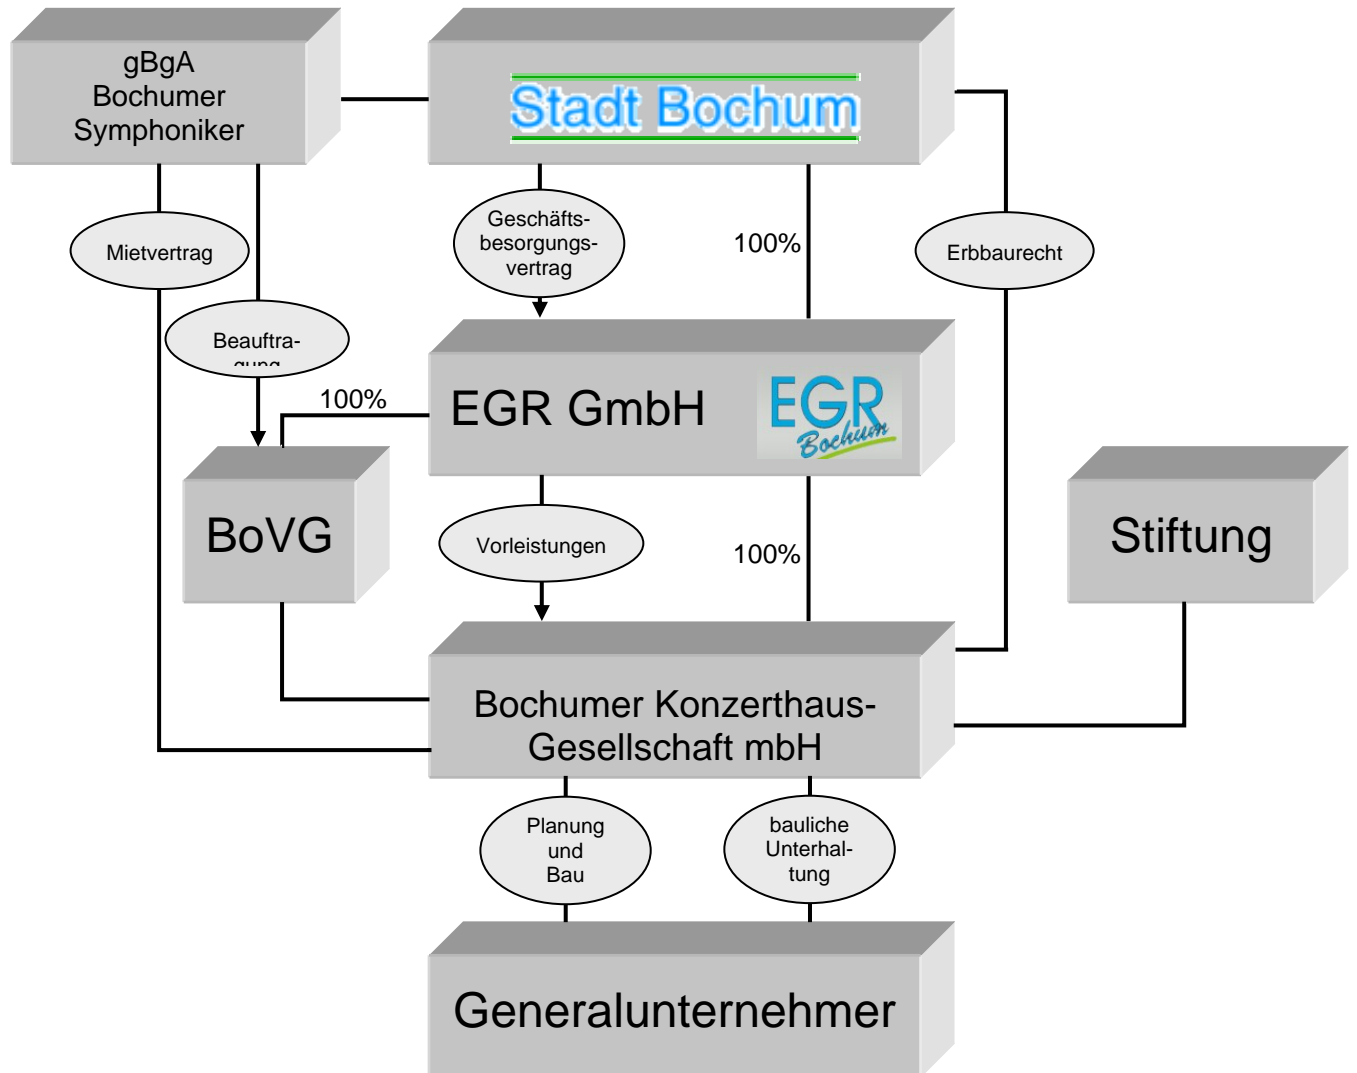 gBgA
Bochumer
Symphoniker
Stadt Bochum
Mietvertrag
Geschäfts-
besorgungs-
vertrag
100%
Erbbaurecht
Beauftra-
gung
100%
EGR GmbH
EGR
Bochum
BoVG
Vorleistungen
100%
Stiftung
Bochumer Konzerthaus-
Gesellschaft mbH
Planung
und
Bau
bauliche
Unterhal-
tung
Generalunternehmer